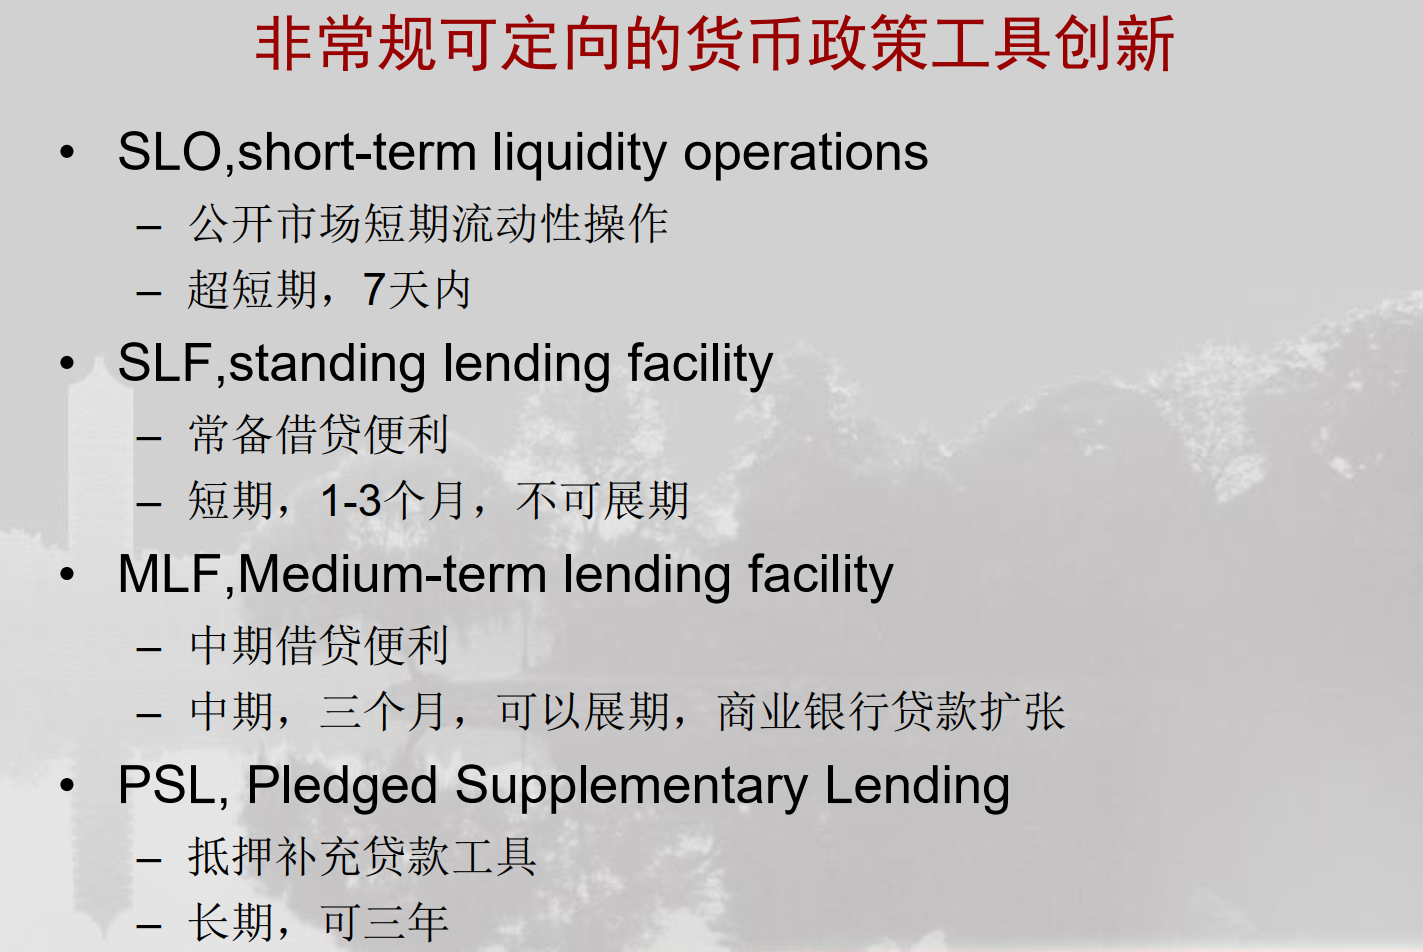 非常规可定向的货币政策工具创新
• SLO,short-term liquidity operations
– 公开市场短期流动性操作
– 超短期，7天内
• SLF,standing lending facility
– 常备借贷便利
– 短期，1-3个月，不可展期
• MLF,Medium-term lending facility
– 中期借贷便利
– 中期，三个月，可以展期，商业银行贷款扩张
• PSL, Pledged Supplementary Lending
– 抵押补充贷款工具
– 长期，可三年